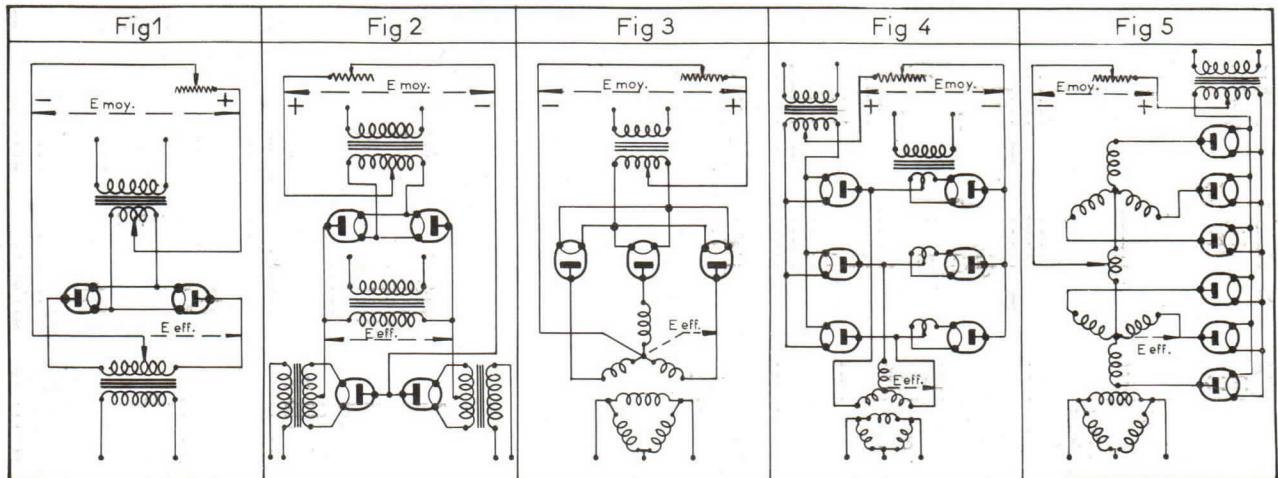 Fig1
Fig 2
Fig 3
Fig 4
Fig 5
E moy.
- +
E eff.
E moy.
+ -
E eff.
E moy.
- +
E eff.
E moy.
+ -
E eff.
E moy.
- +
E eff.